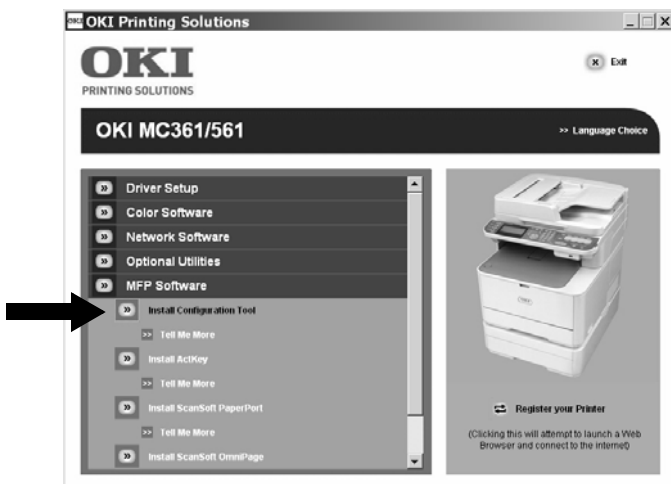 OKI OKI Printing Solutions
OKI
PRINTING SOLUTIONS
Exit
OKI MC361/561
>> Language Choice
Driver Setup
Color Software
Network Software
Optional Utilities
MFP Software
Install Configuration Tool
>> Tell Me More
Install ActKey
>> Tell Me More
Install ScanSoft PaperPort
>> Tell Me More
Install ScanSoft OmniPage
OKI
Register your Printer
(Clicking this will attempt to launch a Web
Browser and connect to the internet)